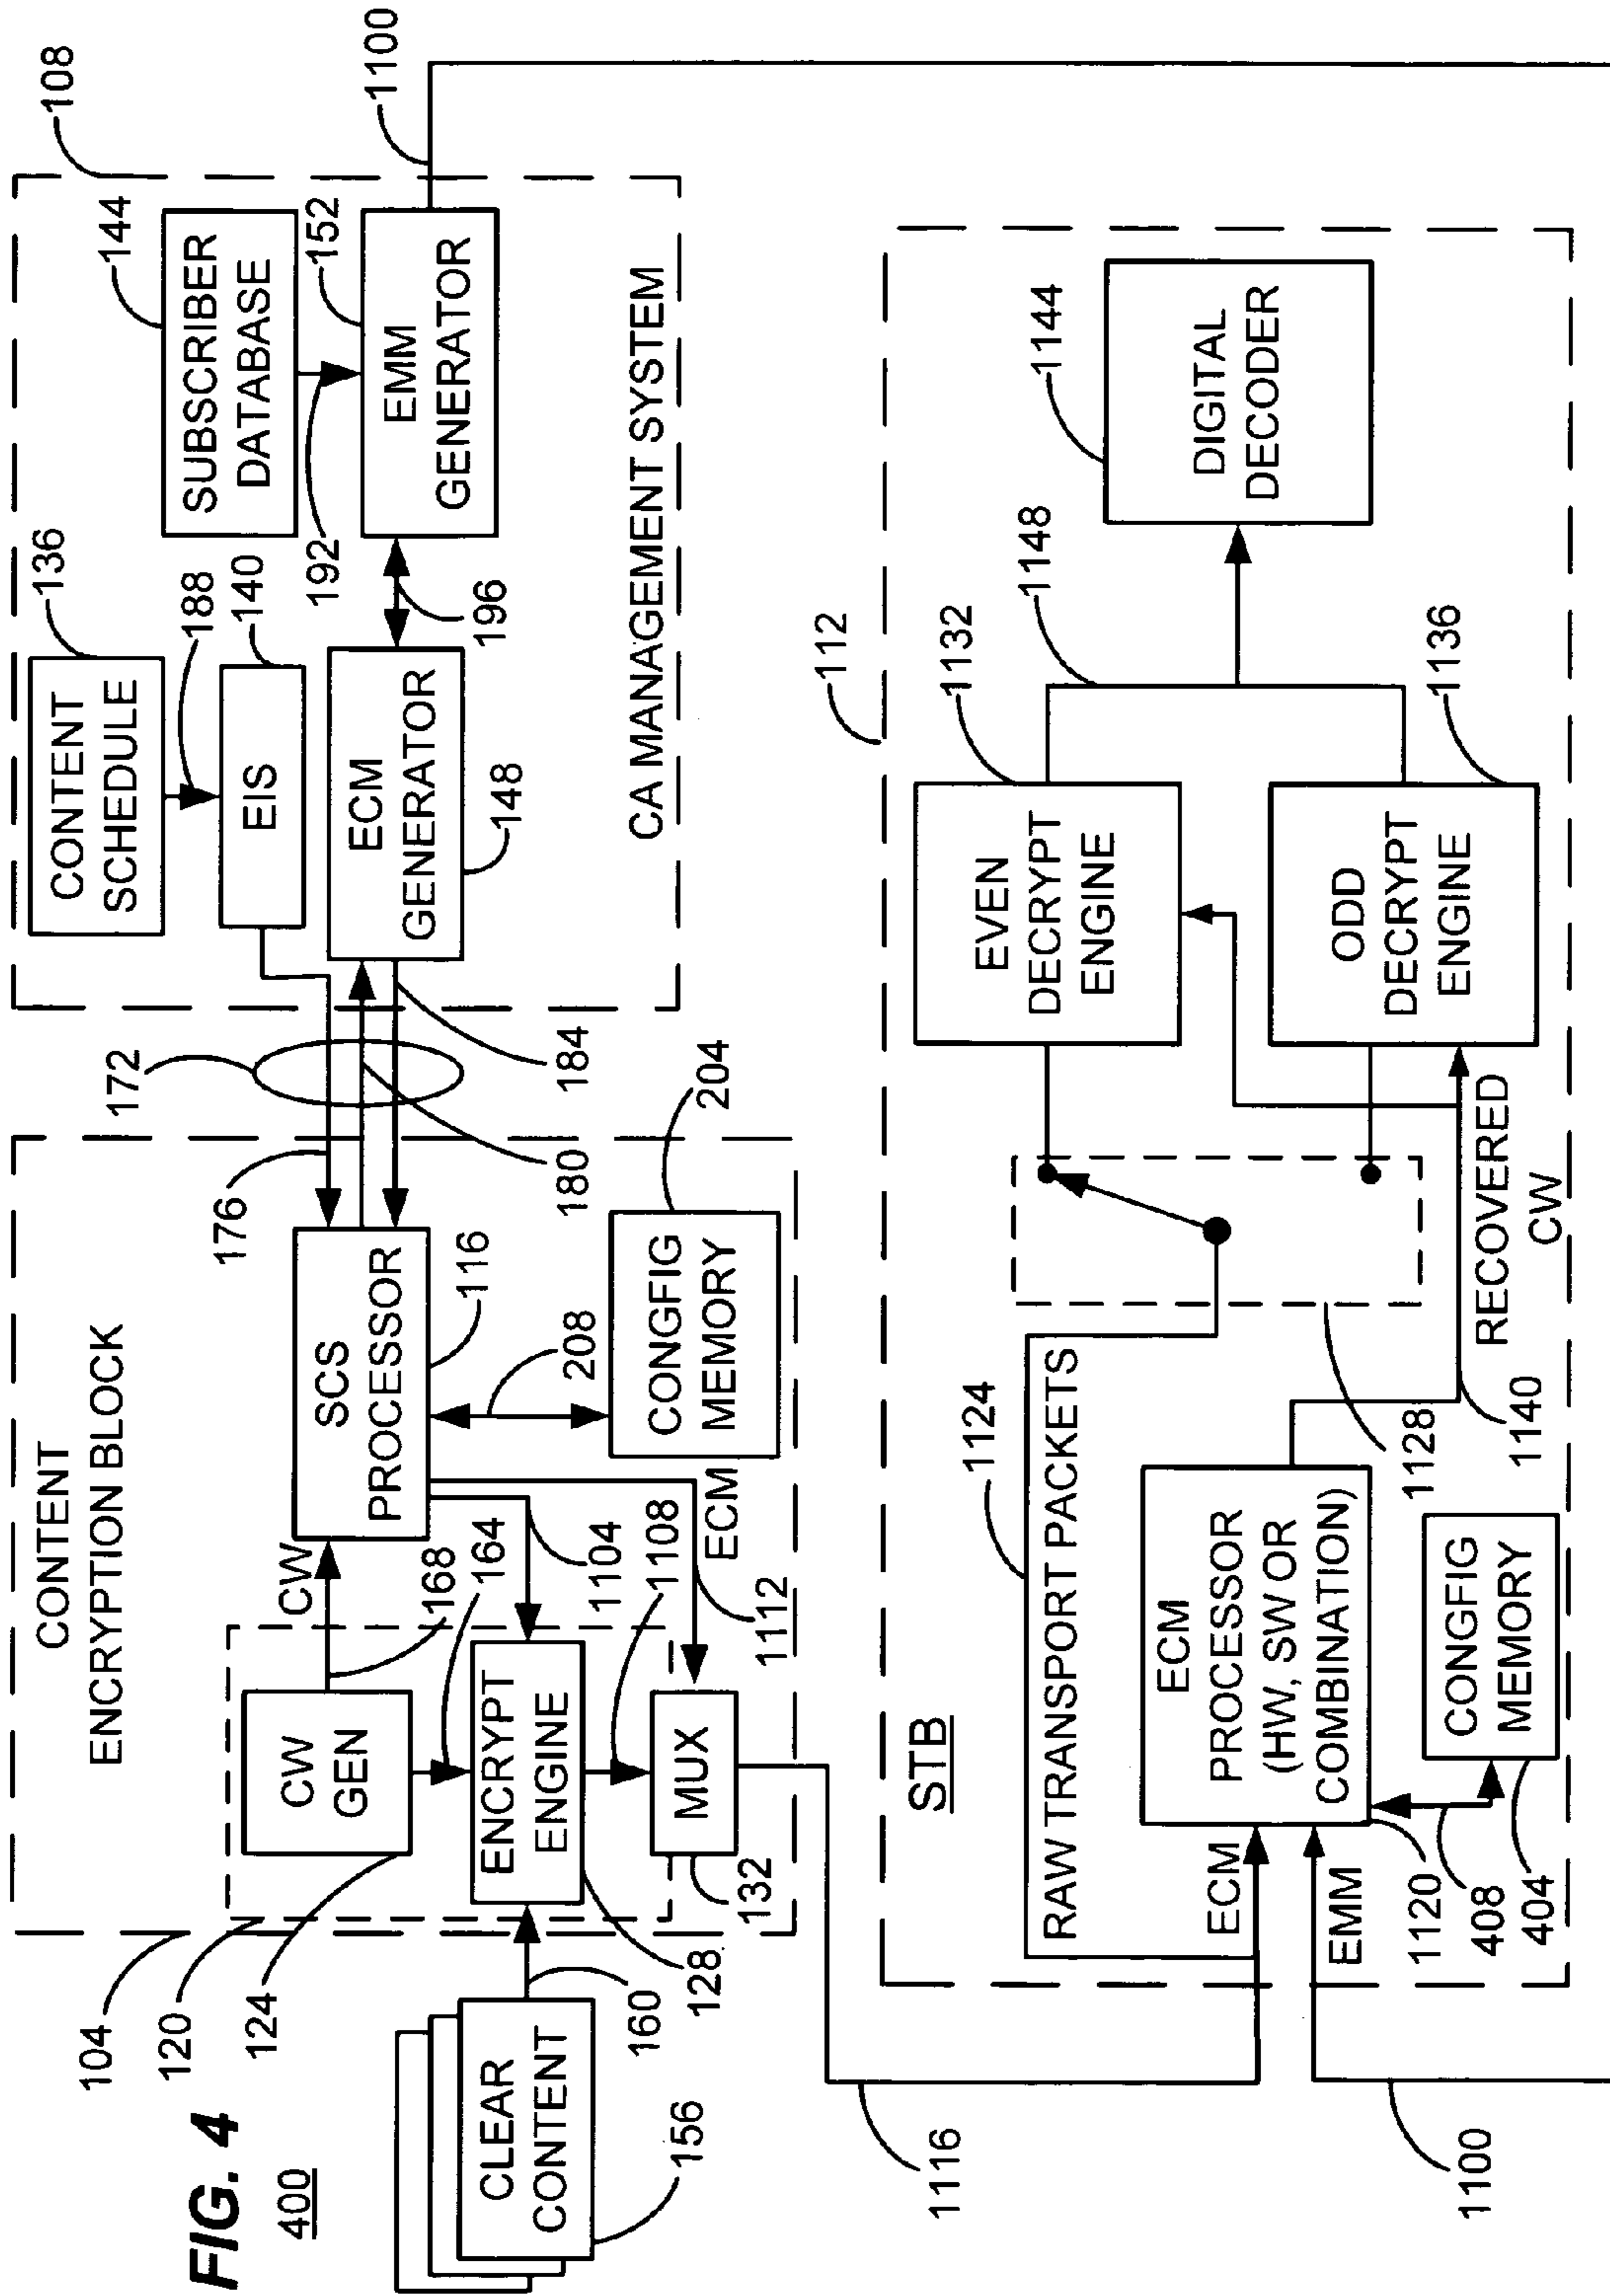 FIG. 4
400
104
120
124
CONTENT
ENCRYPTION BLOCK
CW
GEN
CW
168
164
SCS
PROCESSOR
116
176
172
180
184
CLEAR
CONTENT
156
160
ENCRYPT
ENGINE
128
1104
1108
208
CONGFIG
MEMORY
204
MUX
132
ECM
1112
108
CONTENT
SCHEDULE
136
188
EIS
140
SUBSCRIBER
DATABASE
144
192
ECM
GENERATOR
148
196
EMM
GENERATOR
152
1100
CA MANAGEMENT SYSTEM
1116
1100
STB
112
RAW TRANSPORT PACKETS
1124
ECM
EMM
ECM
PROCESSOR
(HW, SW OR
COMBINATION)
1120
408
404
CONGFIG
MEMORY
1128
1140
RECOVERED
CW
EVEN
DECRYPT
ENGINE
1132
1148
ODD
DECRYPT
ENGINE
1136
DIGITAL
DECODER
1144